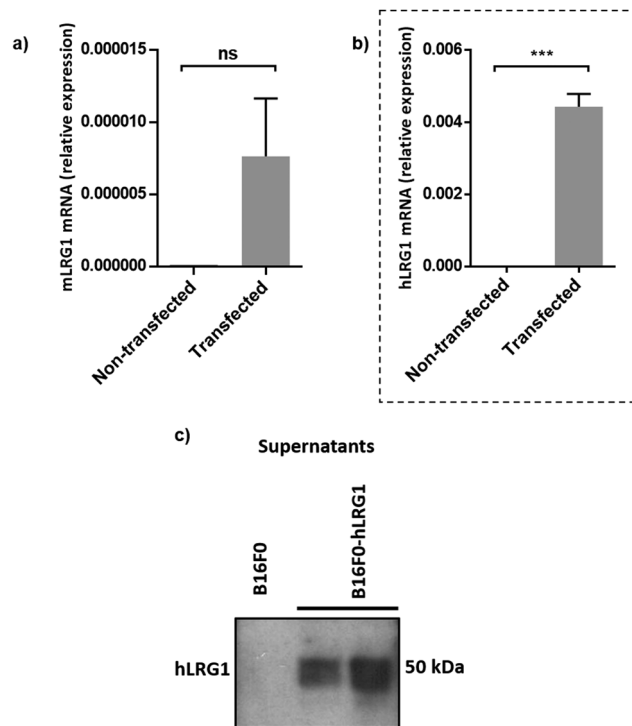 a)
mLRG1 mRNA (relative expression)
0.000015
0.000010
0.000005
0.000000
ns
Non-transfected
Transfected
b)
hLRG1 mRNA (relative expression)
0.006
0.004
0.002
0.000
***
Non-transfected
Transfected
c)
Supernatants
B16F0
B16F0-hLRG1
hLRG1
50 kDa